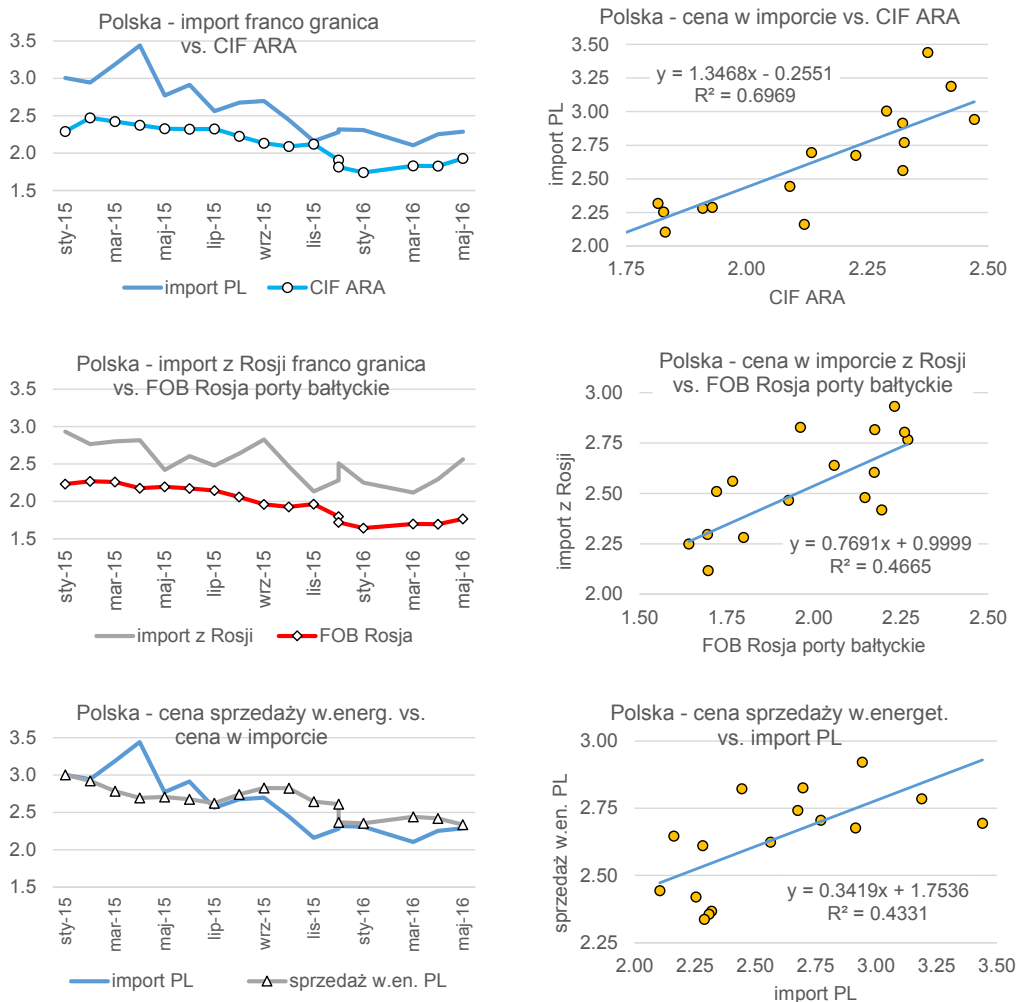 Polska - import franco granica
vs. CIF ARA
3.5
3.0
2.5
2.0
1.5
sty-15
mar-15
maj-15
lip-15
wrz-15
lis-15
sty-16
mar-16
maj-16
import PL
CIF ARA
Polska - cena w imporcie vs. CIF ARA
3.50
3.25
3.00
2.75
2.50
2.25
2.00
import PL
y = 1.3468x - 0.2551
R² = 0.6969
1.75
2.00
2.25
2.50
CIF ARA
Polska - import z Rosji franco granica
vs. FOB Rosja porty bałtyckie
3.5
3.0
2.5
2.0
1.5
sty-15
mar-15
maj-15
lip-15
wrz-15
lis-15
sty-16
mar-16
maj-16
import z Rosji
FOB Rosja
Polska - cena w imporcie z Rosji
vs. FOB Rosja porty bałtyckie
3.00
2.75
2.50
2.25
2.00
import z Rosji
y = 0.7691x + 0.9999
R² = 0.4665
1.50
1.75
2.00
2.25
2.50
FOB Rosja porty bałtyckie
Polska - cena sprzedaży w.energ. vs.
cena w imporcie
3.5
3.0
2.5
2.0
1.5
sty-15
mar-15
maj-15
lip-15
wrz-15
lis-15
sty-16
mar-16
maj-16
import PL
sprzedaż w.en. PL
Polska - cena sprzedaży w.energet.
vs. import PL
3.00
2.75
2.50
2.25
sprzedaż w.en. PL
y = 0.3419x + 1.7536
R² = 0.4331
2.00
2.25
2.50
2.75
3.00
3.25
3.50
import PL